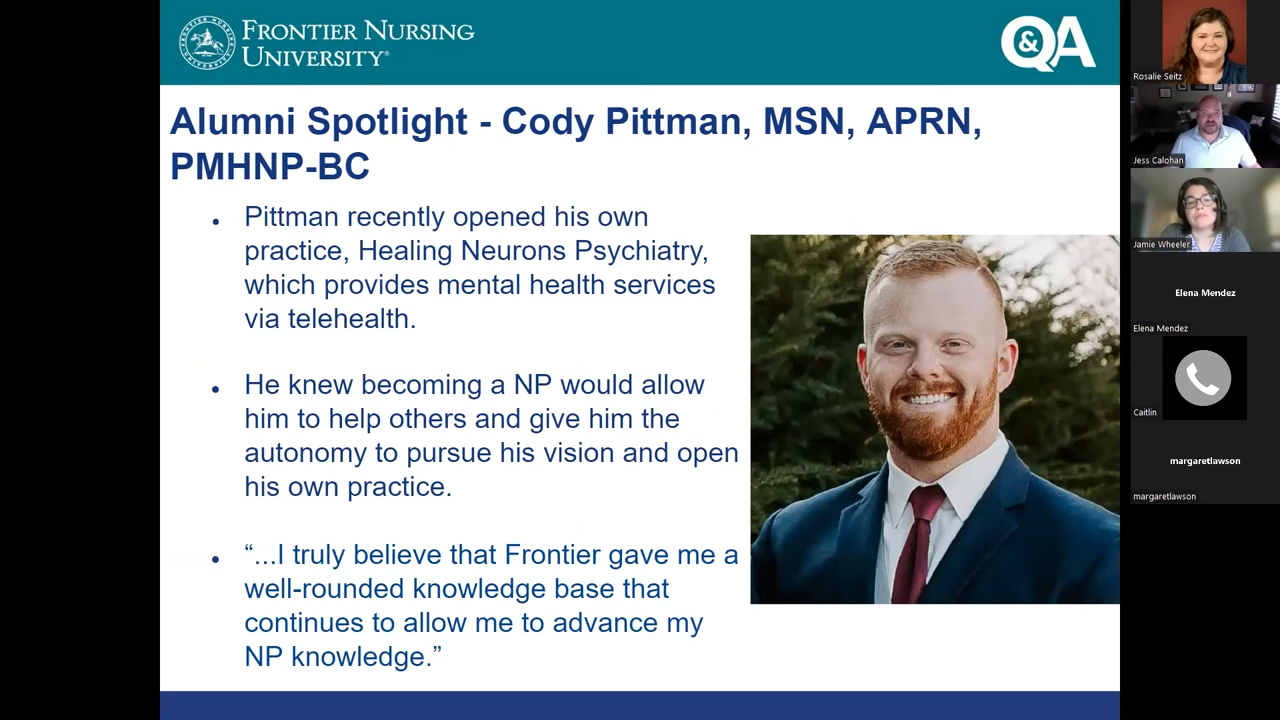 FRONTIER NURSING
UNIVERSITY®
Q&A
Alumni Spotlight - Cody Pittman, MSN, APRN,
PMHNP-BC
• Pittman recently opened his own
practice, Healing Neurons Psychiatry,
which provides mental health services
via telehealth.
• He knew becoming a NP would allow
him to help others and give him the
autonomy to pursue his vision and open
his own practice.
• “...I truly believe that Frontier gave me a
well-rounded knowledge base that
continues to allow me to advance my
NP knowledge.”
Rosalie Seitz
Jess Calohan
Jamie Wheeler
Elena Mendez
Elena Mendez
Caitlin
margaretlawson
margaretlawson